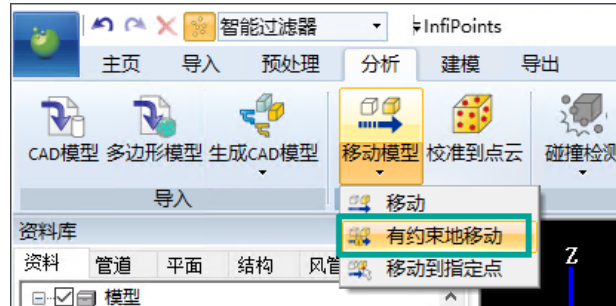 智能过滤器 InfiPoints
主页 导入 预处理 分析 建模 导出
CAD模型 多边形模型 生成CAD模型 移动模型 校准到点云 碰撞检测
导入
移动
有约束地移动
移动到指定点
资料库
资料 管道 平面 结构 风管
模型
Z